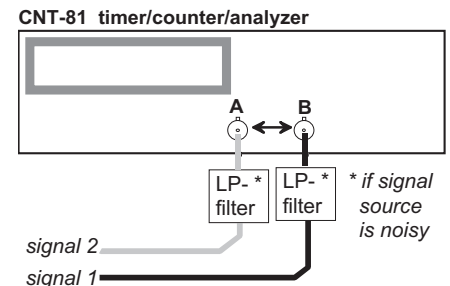 CNT-81 timer/counter/analyzer
A B
LP- *
filter
LP- *
filter
* if signal
source
is noisy
signal 2
signal 1